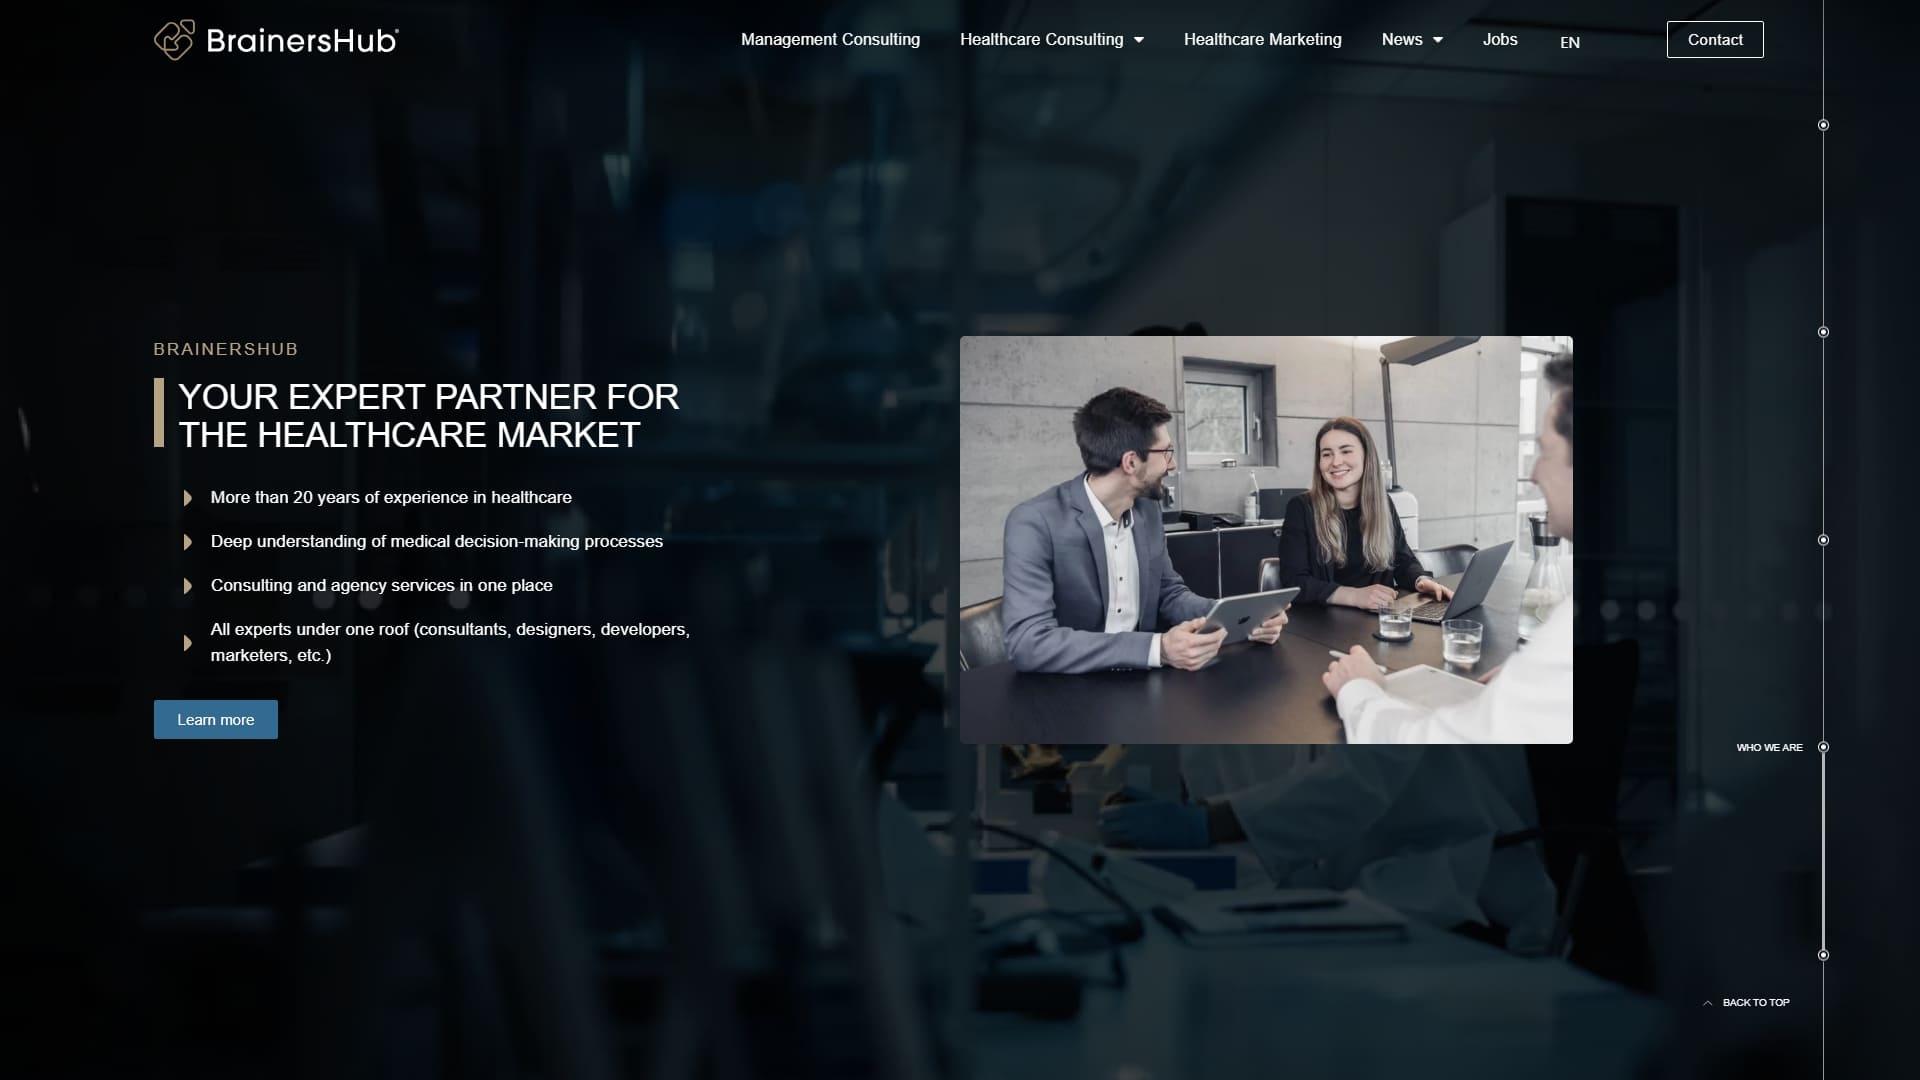 BrainersHub
Management Consulting
Healthcare Consulting
Healthcare Marketing
News
Jobs
EN
Contact
BRAINERSHUB
YOUR EXPERT PARTNER FOR
THE HEALTHCARE MARKET
More than 20 years of experience in healthcare
Deep understanding of medical decision-making processes
Consulting and agency services in one place
All experts under one roof (consultants, designers, developers,
marketers, etc.)
Learn more
WHO WE ARE
BACK TO TOP